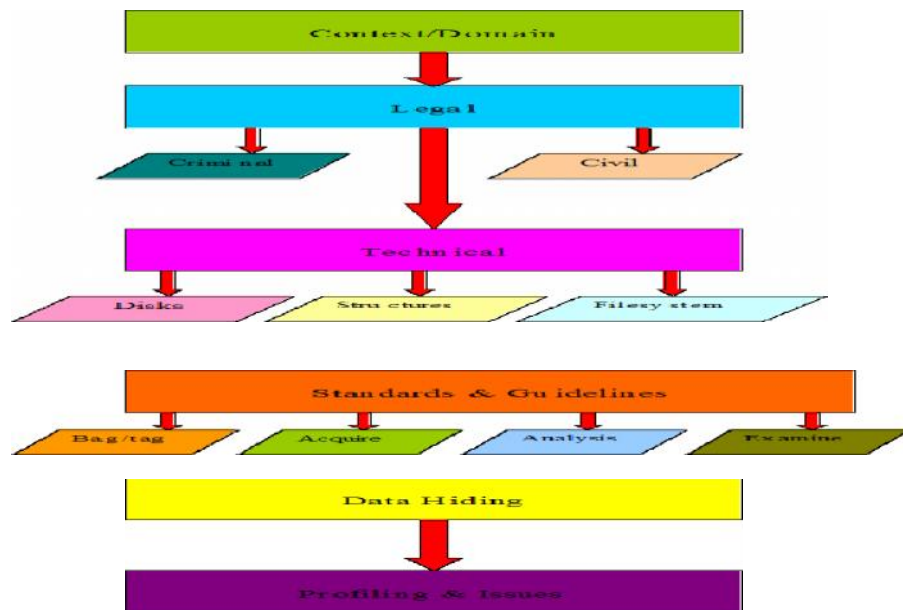 Context/Domain
Legal
Criminal
Civil
Technical
Disks
Structures
Filesystem
Standards & Guidelines
Bag/tag
Acquire
Analysis
Examine
Data Hiding
Profiling & Issues